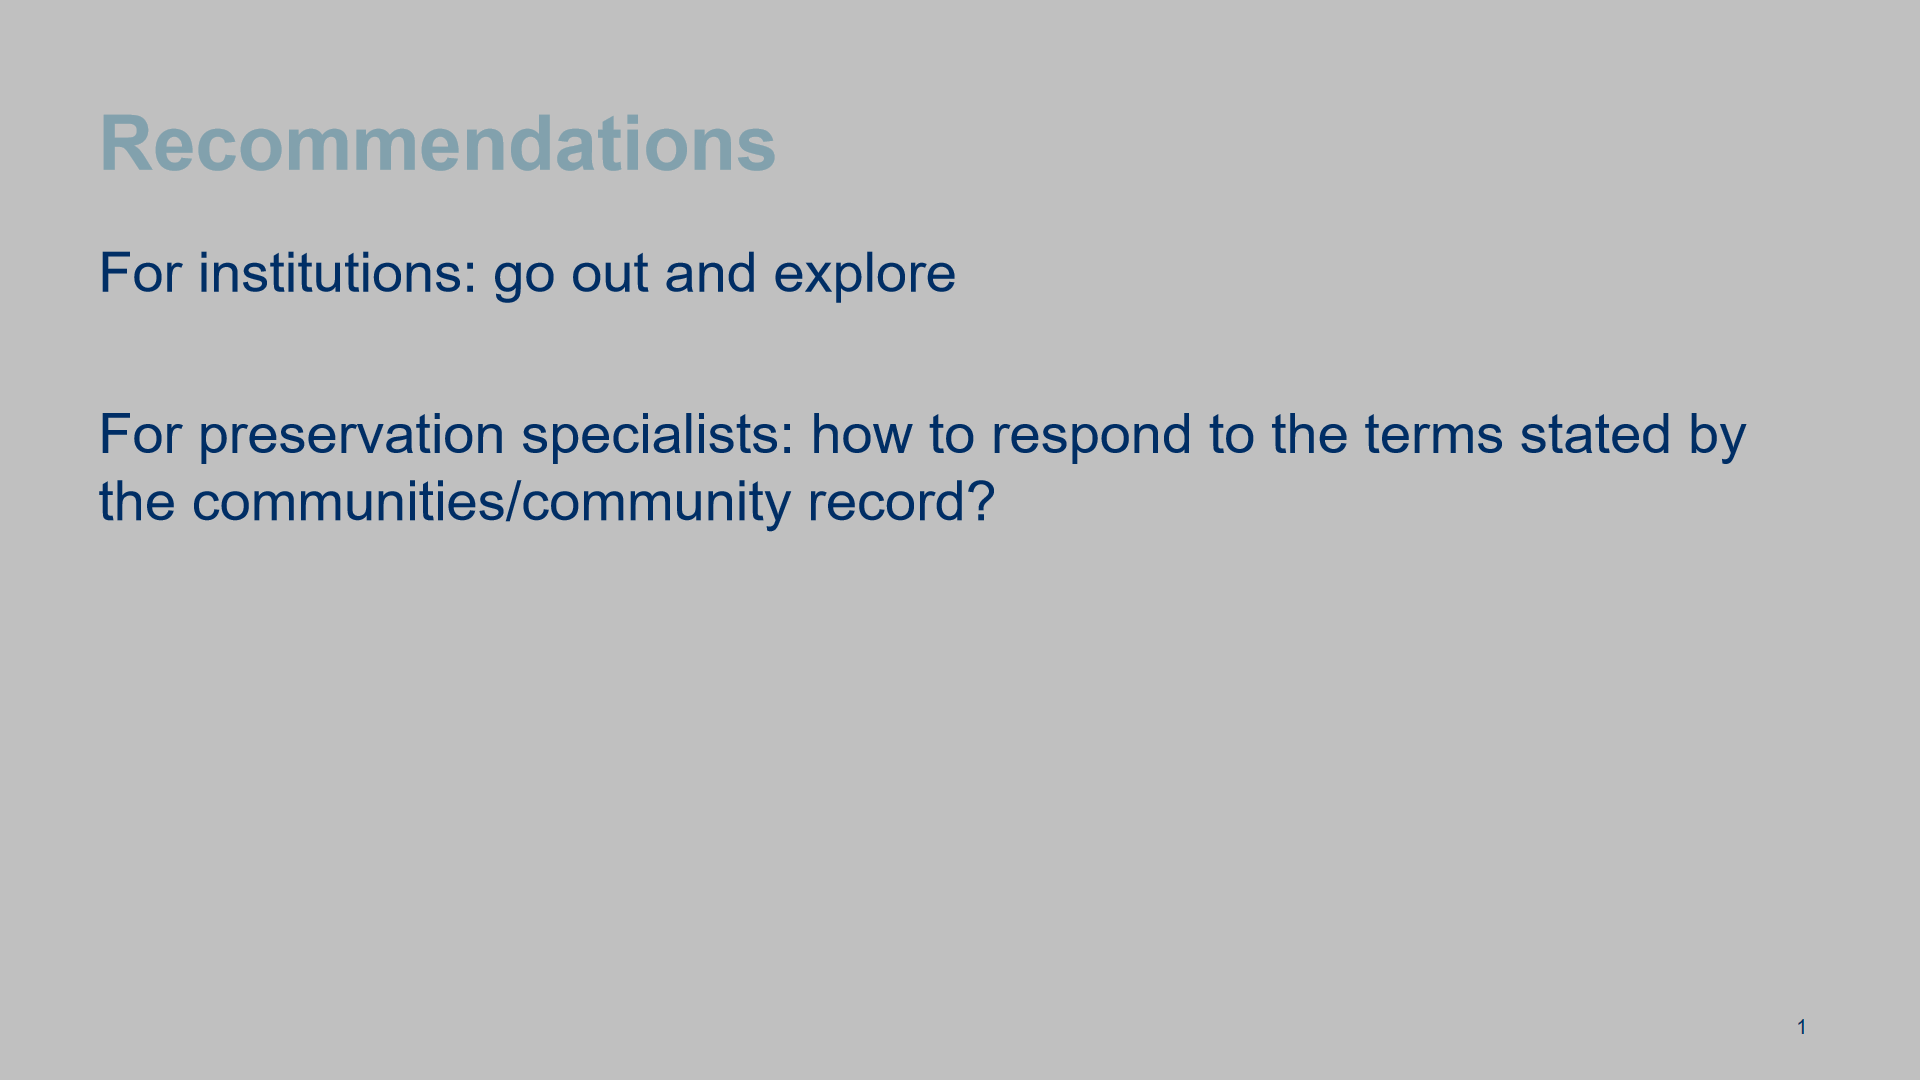 Recommendations
For institutions: go out and explore
For preservation specialists: how to respond to the terms stated by
the communities/community record?
1